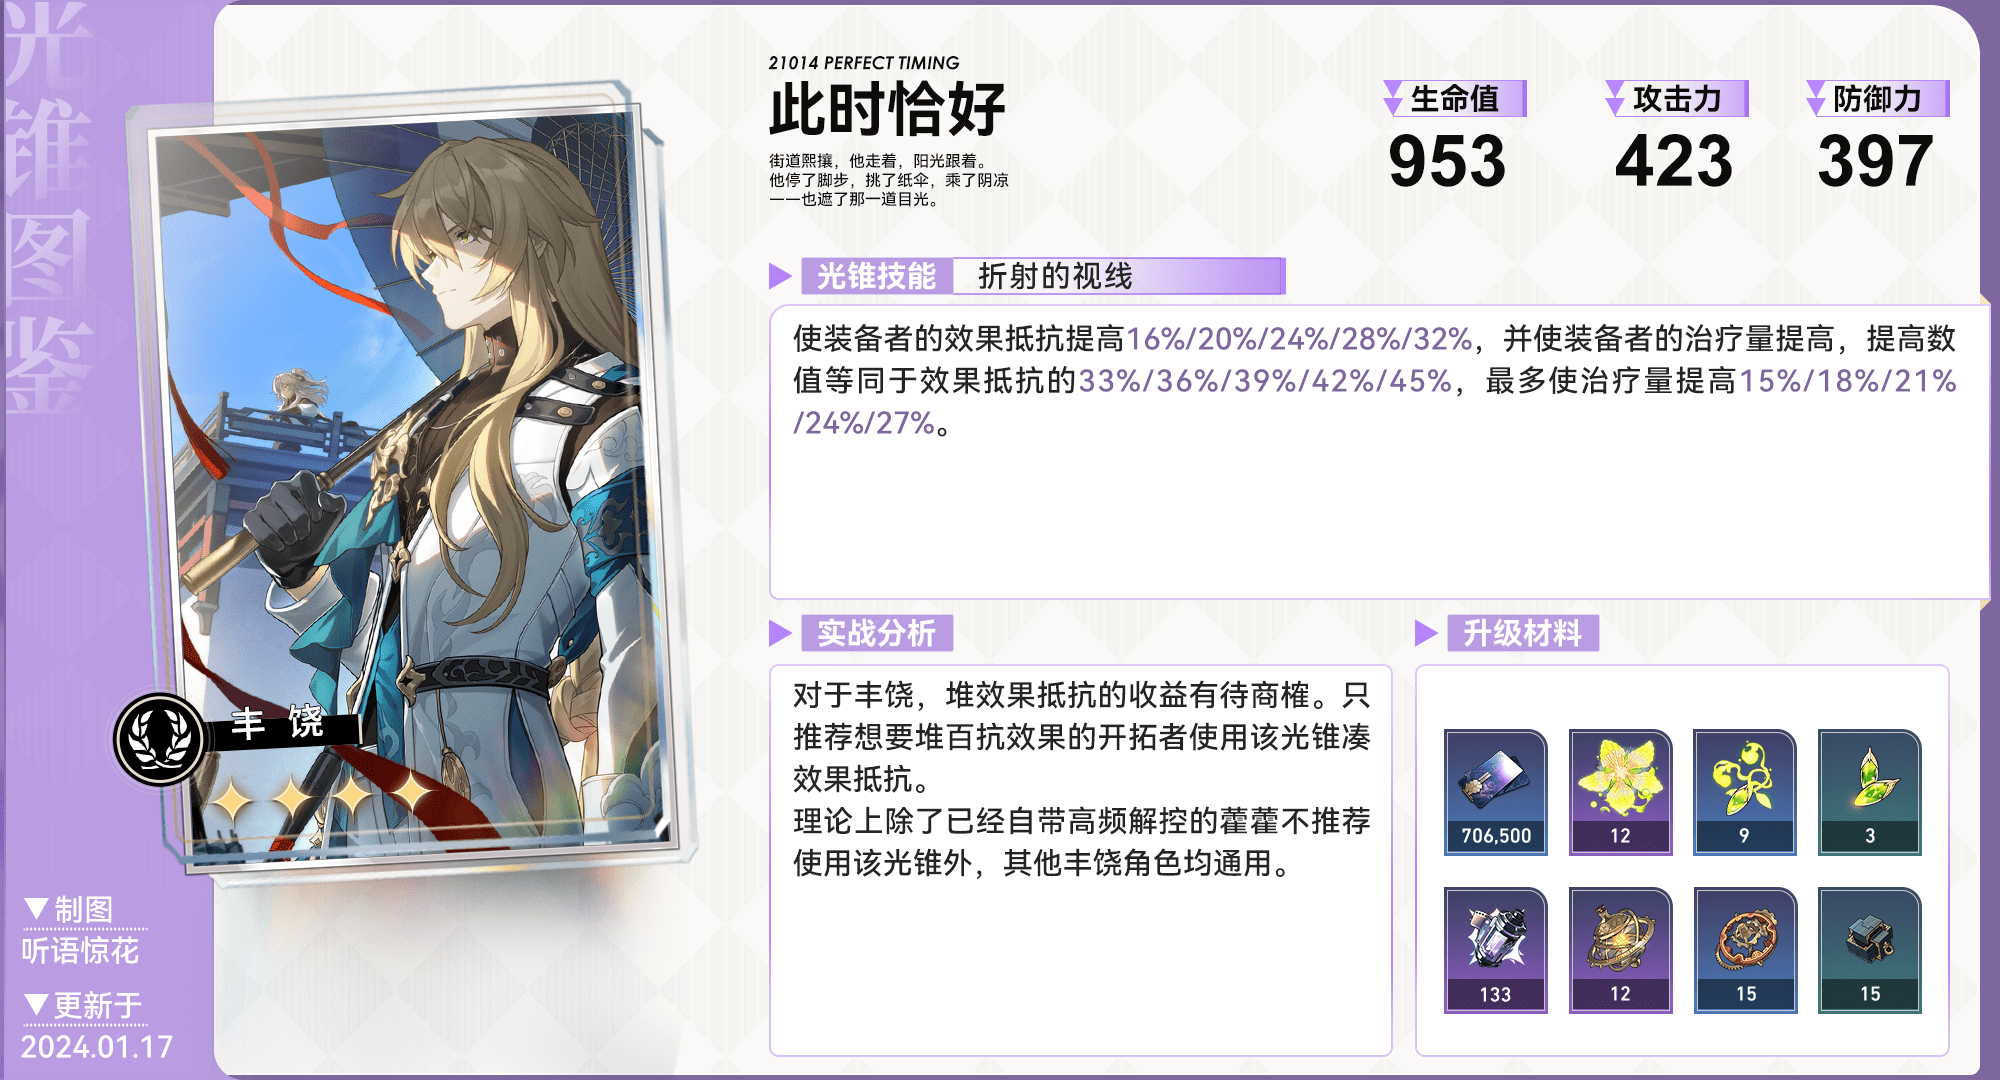 光锥图鉴
21014 PERFECT TIMING
此时恰好
街道熙攘，他走着，阳光跟着。
他停了脚步，挑了纸伞，乘了阴凉
——也遮了那一道目光。
生命值
953
攻击力
423
防御力
397
光锥技能 折射的视线
使装备者的效果抵抗提高16%/20%/24%/28%/32%，并使装备者的治疗量提高，提高数
值等同于效果抵抗的33%/36%/39%/42%/45%，最多使治疗量提高15%/18%/21%
/24%/27%。
丰饶
实战分析
对于丰饶，堆效果抵抗的收益有待商榷。只
推荐想要堆百抗效果的开拓者使用该光锥凑
效果抵抗。
理论上除了已经自带高频解控的藿藿不推荐
使用该光锥外，其他丰饶角色均通用。
升级材料
706,500 12 9 3
133 12 15 15
▼制图
听语惊花
▼更新于
2024.01.17